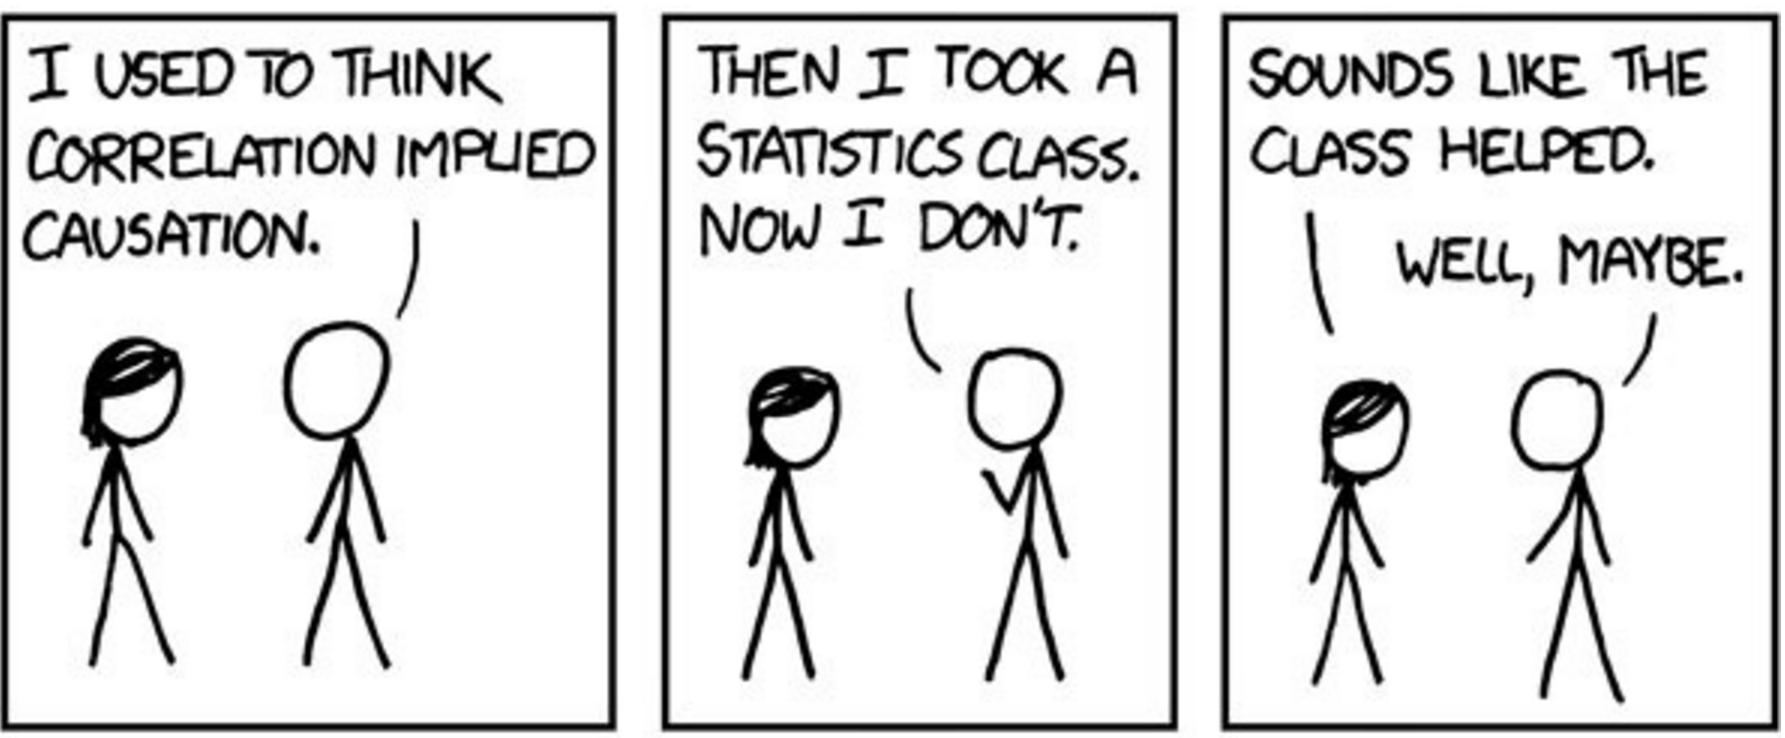 I USED TO THINK
CORRELATION IMPLIED
CAUSATION.
THEN I TOOK A
STATISTICS CLASS.
NOW I DON'T.
SOUNDS LIKE THE
CLASS HELPED.
WELL, MAYBE.